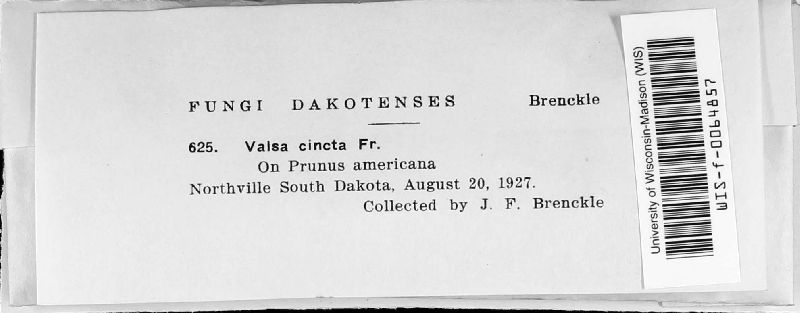 FUNGI DAKOTENSES Brenckle
625. Valsa cincta Fr.
On Prunus americana
Northville South Dakota, August 20, 1927.
Collected by J. F. Brenckle
University of Wisconsin-Madison (WIS)
WIS-f-0064857